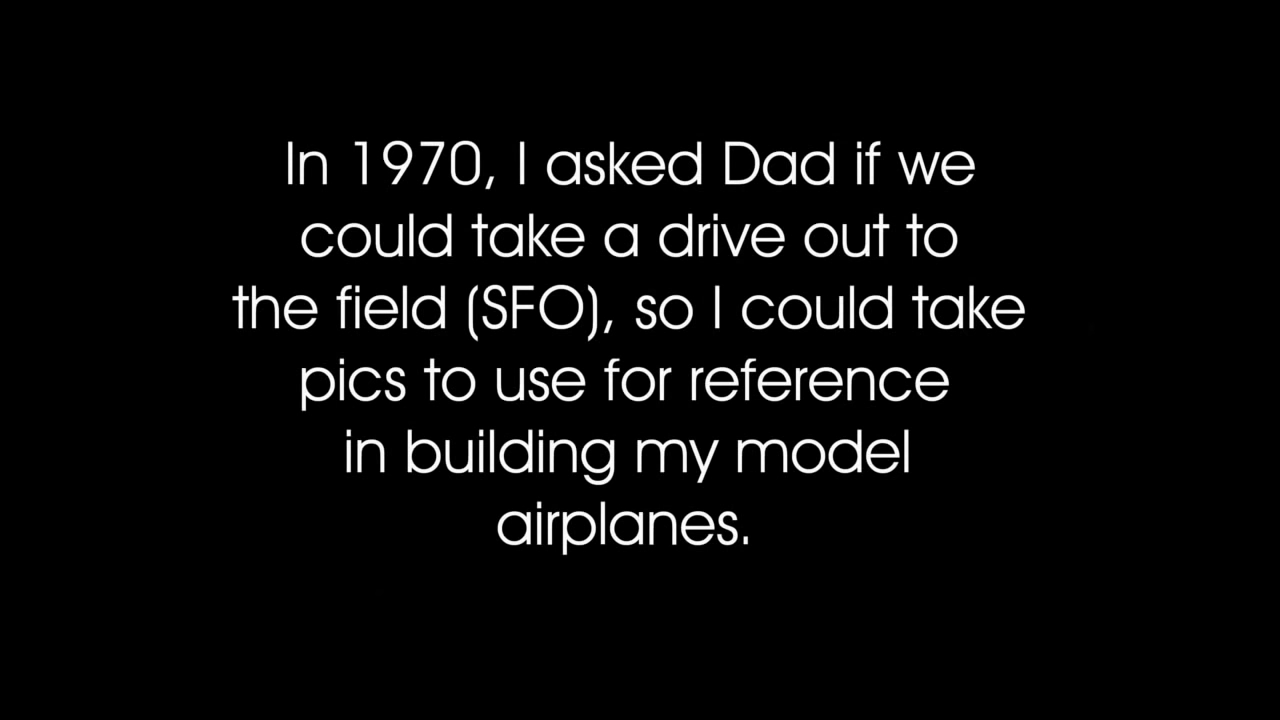 In 1970, I asked Dad if we
could take a drive out to
the field (SFO), so I could take
pics to use for reference
in building my model
airplanes.